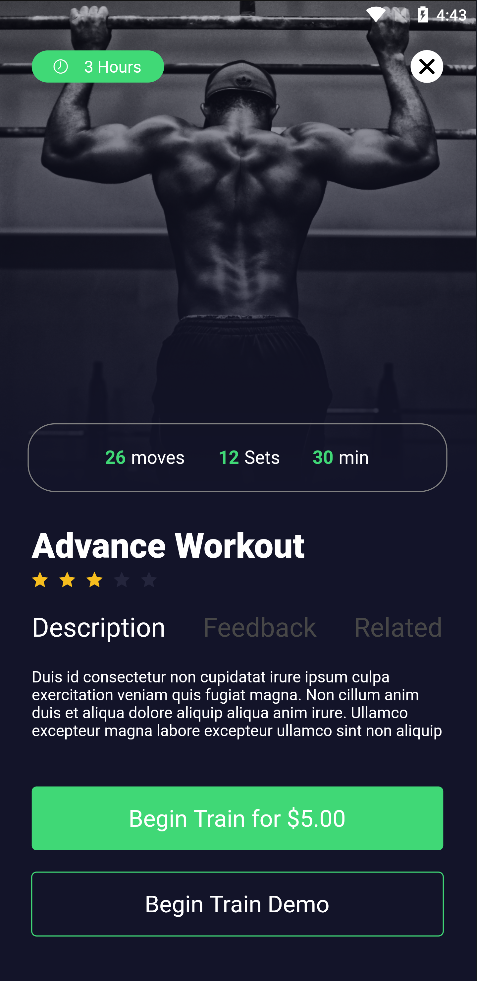 4:43
3 Hours
26 moves 12 Sets 30 min
Advance Workout
Description Feedback Related
Duis id consectetur non cupidatat irure ipsum culpa
exercitation veniam quis fugiat magna. Non cillum anim
duis et aliqua dolore aliquip aliqua anim irure. Ullamco
excepteur magna labore excepteur ullamco sint non aliquip
Begin Train for $5.00
Begin Train Demo